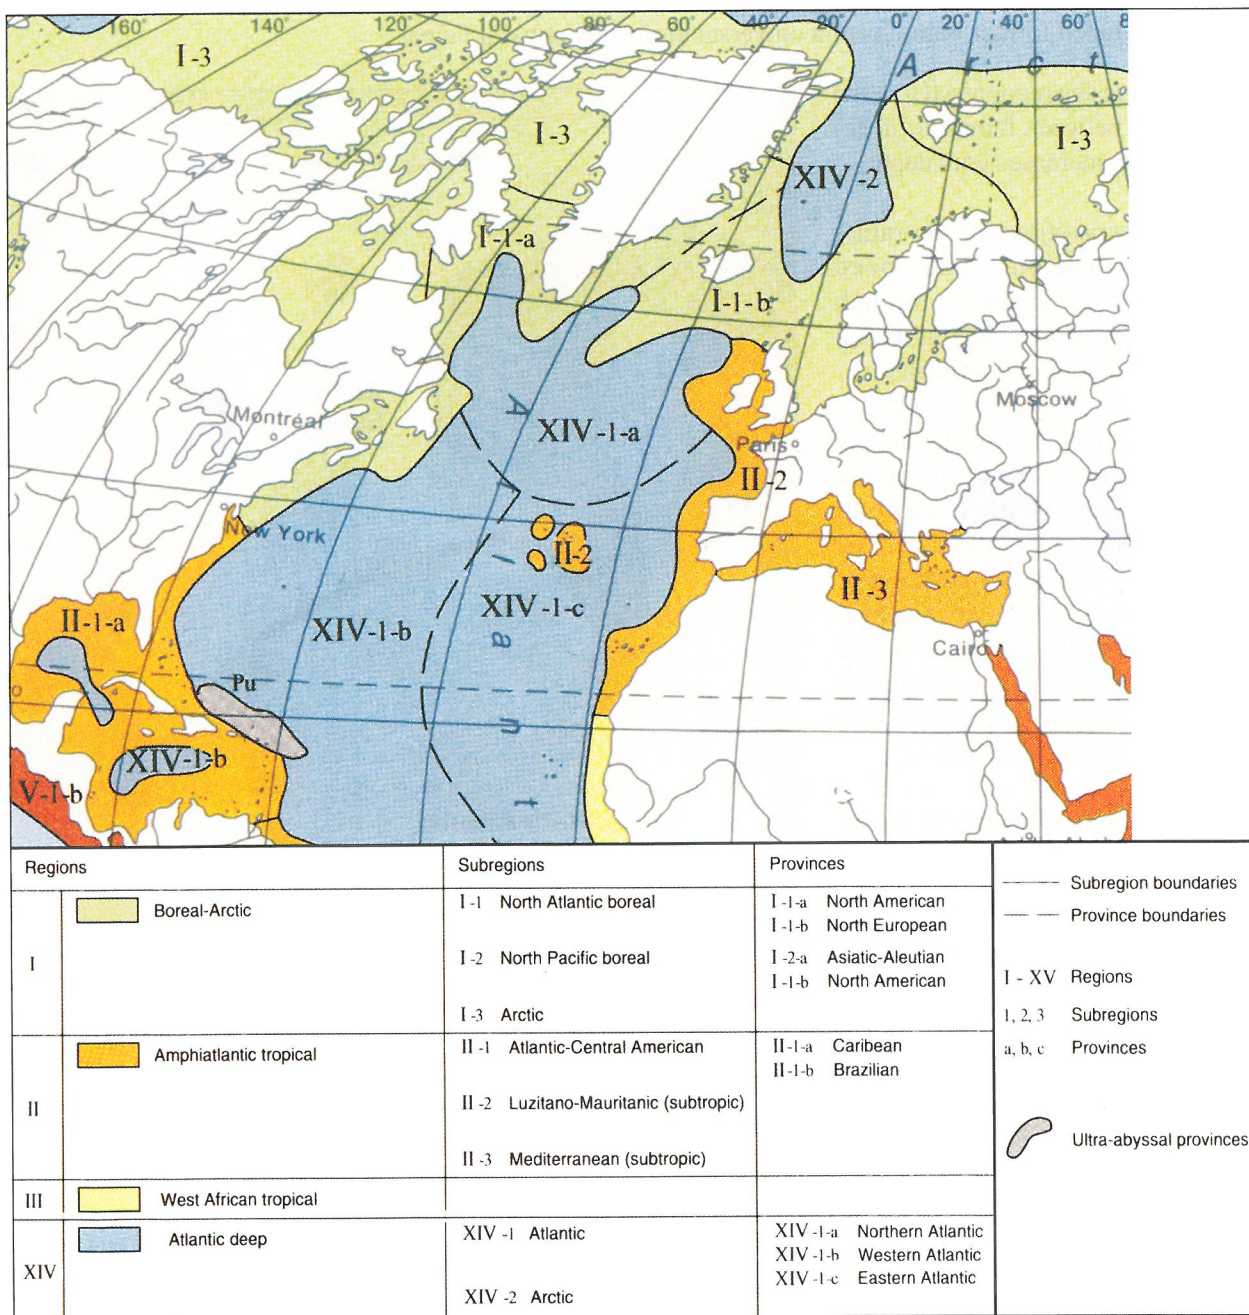 160° 140° 120° 100° 80° 60° 40° 20° 0° 20° 40° 60° 8
A r c t
I-3
I-3
I-3
XIV-2
I-1-a
I-1-b
Montréal
Moscow
A
XIV-1-a
Paris
II-2
t
New York
II-2
l
II-3
II-1-a
XIV-1-b
XIV-1-c
a
Cairo
Pu
n
XIV-1-b
V-I-b
t
Regions Subregions Provinces
I Boreal-Arctic
I-1 North Atlantic boreal
I-2 North Pacific boreal
I-3 Arctic
I-1-a North American
I-1-b North European
I-2-a Asiatic-Aleutian
I-1-b North American
II Amphiatlantic tropical
II-1 Atlantic-Central American
II-2 Luzitano-Mauritanic (subtropic)
II-3 Mediterranean (subtropic)
II-1-a Caribean
II-1-b Brazilian
III West African tropical
XIV Atlantic deep
XIV-1 Atlantic
XIV-2 Arctic
XIV-1-a Northern Atlantic
XIV-1-b Western Atlantic
XIV-1-c Eastern Atlantic
Subregion boundaries
Province boundaries
I - XV Regions
1, 2, 3 Subregions
a, b, c Provinces
Ultra-abyssal provinces